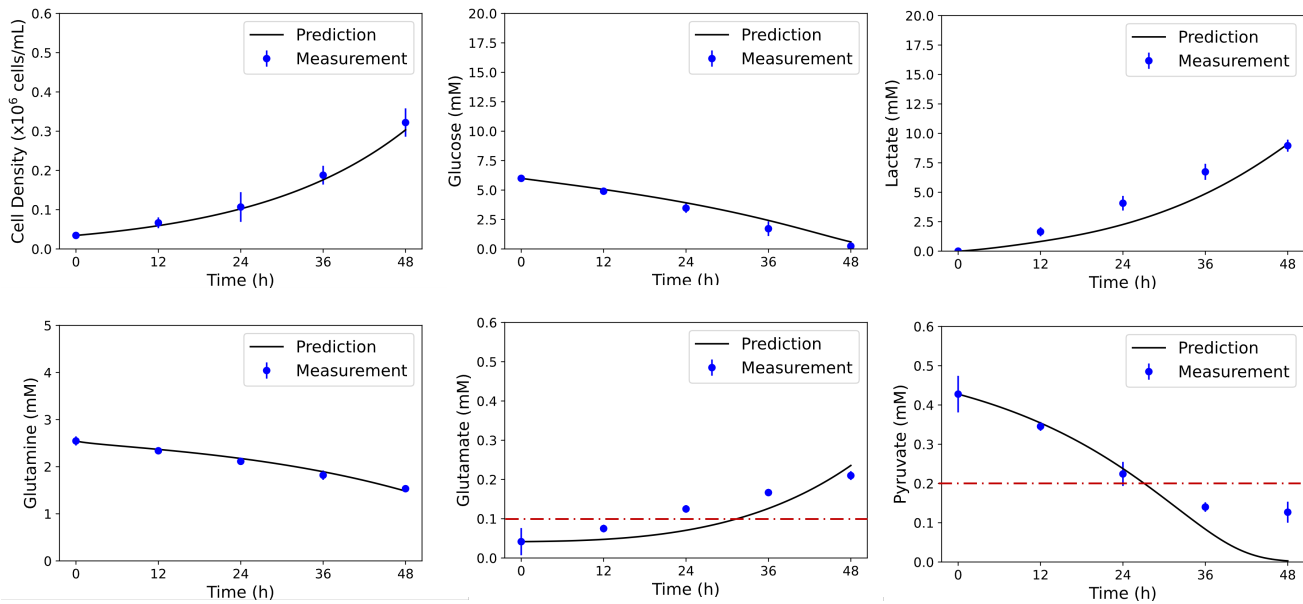 Cell Density (x10⁶ cells/mL)
0.6
0.5
0.4
0.3
0.2
0.1
0.0
Prediction
Measurement
0 12 24 36 48
Time (h)
Glucose (mM)
20.0
17.5
15.0
12.5
10.0
7.5
5.0
2.5
0.0
Prediction
Measurement
0 12 24 36 48
Time (h)
Lactate (mM)
20.0
17.5
15.0
12.5
10.0
7.5
5.0
2.5
0.0
Prediction
Measurement
0 12 24 36 48
Time (h)
Glutamine (mM)
5
4
3
2
1
0
Prediction
Measurement
0 12 24 36 48
Time (h)
Glutamate (mM)
0.6
0.5
0.4
0.3
0.2
0.1
0.0
Prediction
Measurement
0 12 24 36 48
Time (h)
Pyruvate (mM)
0.6
0.5
0.4
0.3
0.2
0.1
0.0
Prediction
Measurement
0 12 24 36 48
Time (h)